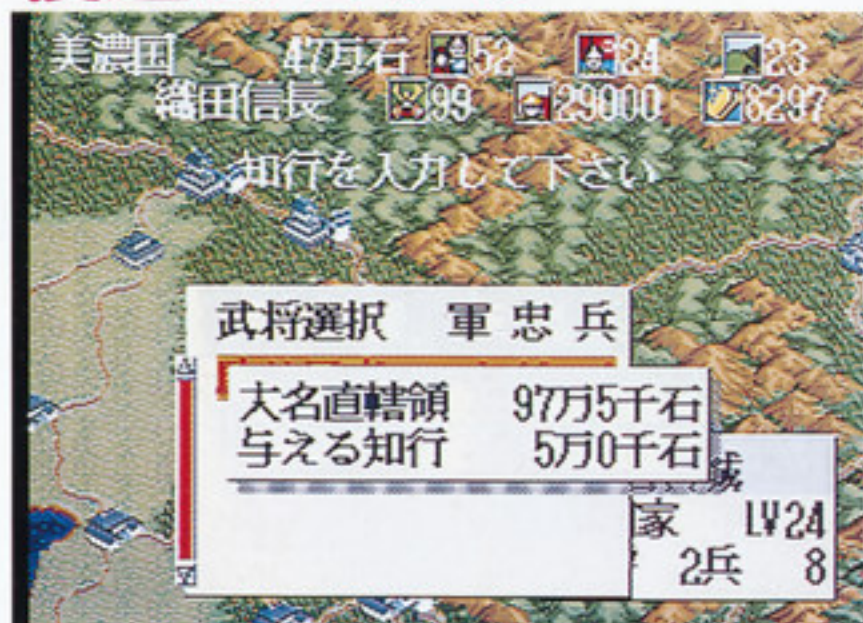 美濃国 47万石 52 24 23
織田信長 99 29000 8297
知行を入力して下さい
武将選択 軍 忠 兵
大名直轄領 97万5千石
与える知行 5万0千石
家 LV24
2兵 8